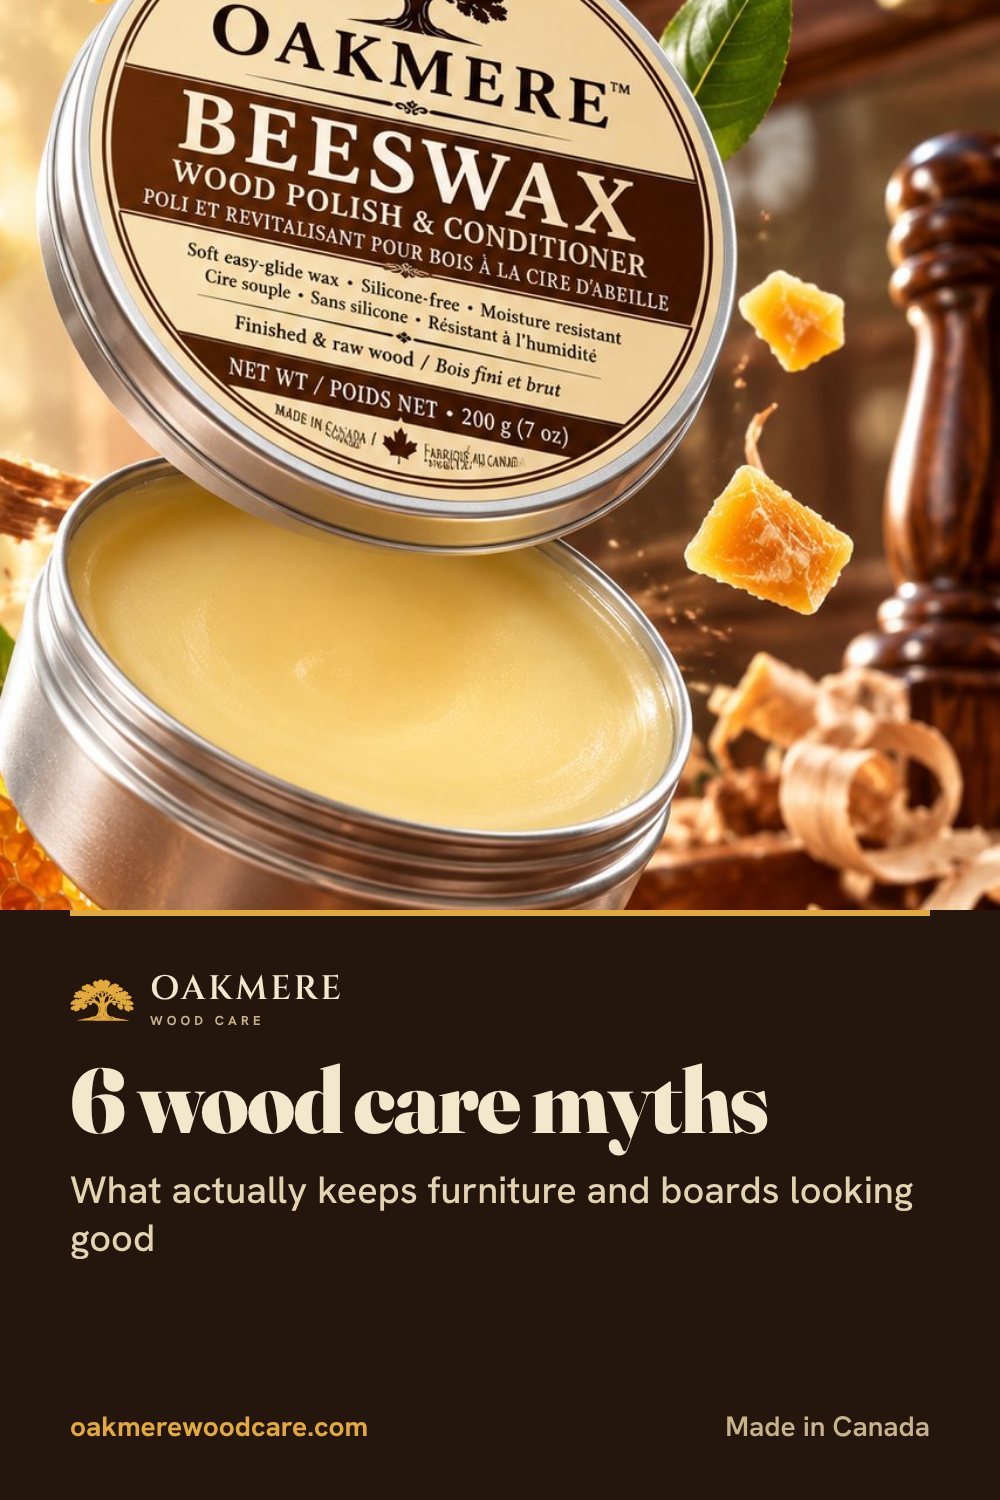 OAKMERE™
BEESWAX
WOOD POLISH & CONDITIONER
POLI ET REVITALISANT POUR BOIS À LA CIRE D'ABEILLE
Soft easy-glide wax • Silicone-free • Moisture resistant
Cire souple • Sans silicone • Résistant à l'humidité
Finished & raw wood / Bois fini et brut
NET WT / POIDS NET • 200 g (7 oz)
MADE IN /
OAKMERE
WOOD CARE
6 wood care myths
What actually keeps furniture and boards looking
good
oakmerewoodcare.com
Made in Canada